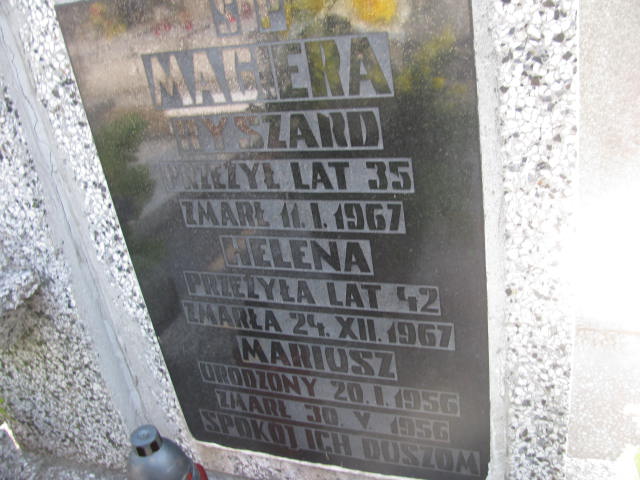 Ś P
MACIERA
RYSZARD
PRZEŻYŁ LAT 35
ZMARŁ 11. I. 1967
HELENA
PRZEŻYŁA LAT 42
ZMARŁA 24. XII. 1967
MARIUSZ
URODZONY 20. I. 1956
ZMARŁ 30. V 1956
SPOKÓJ ICH DUSZOM